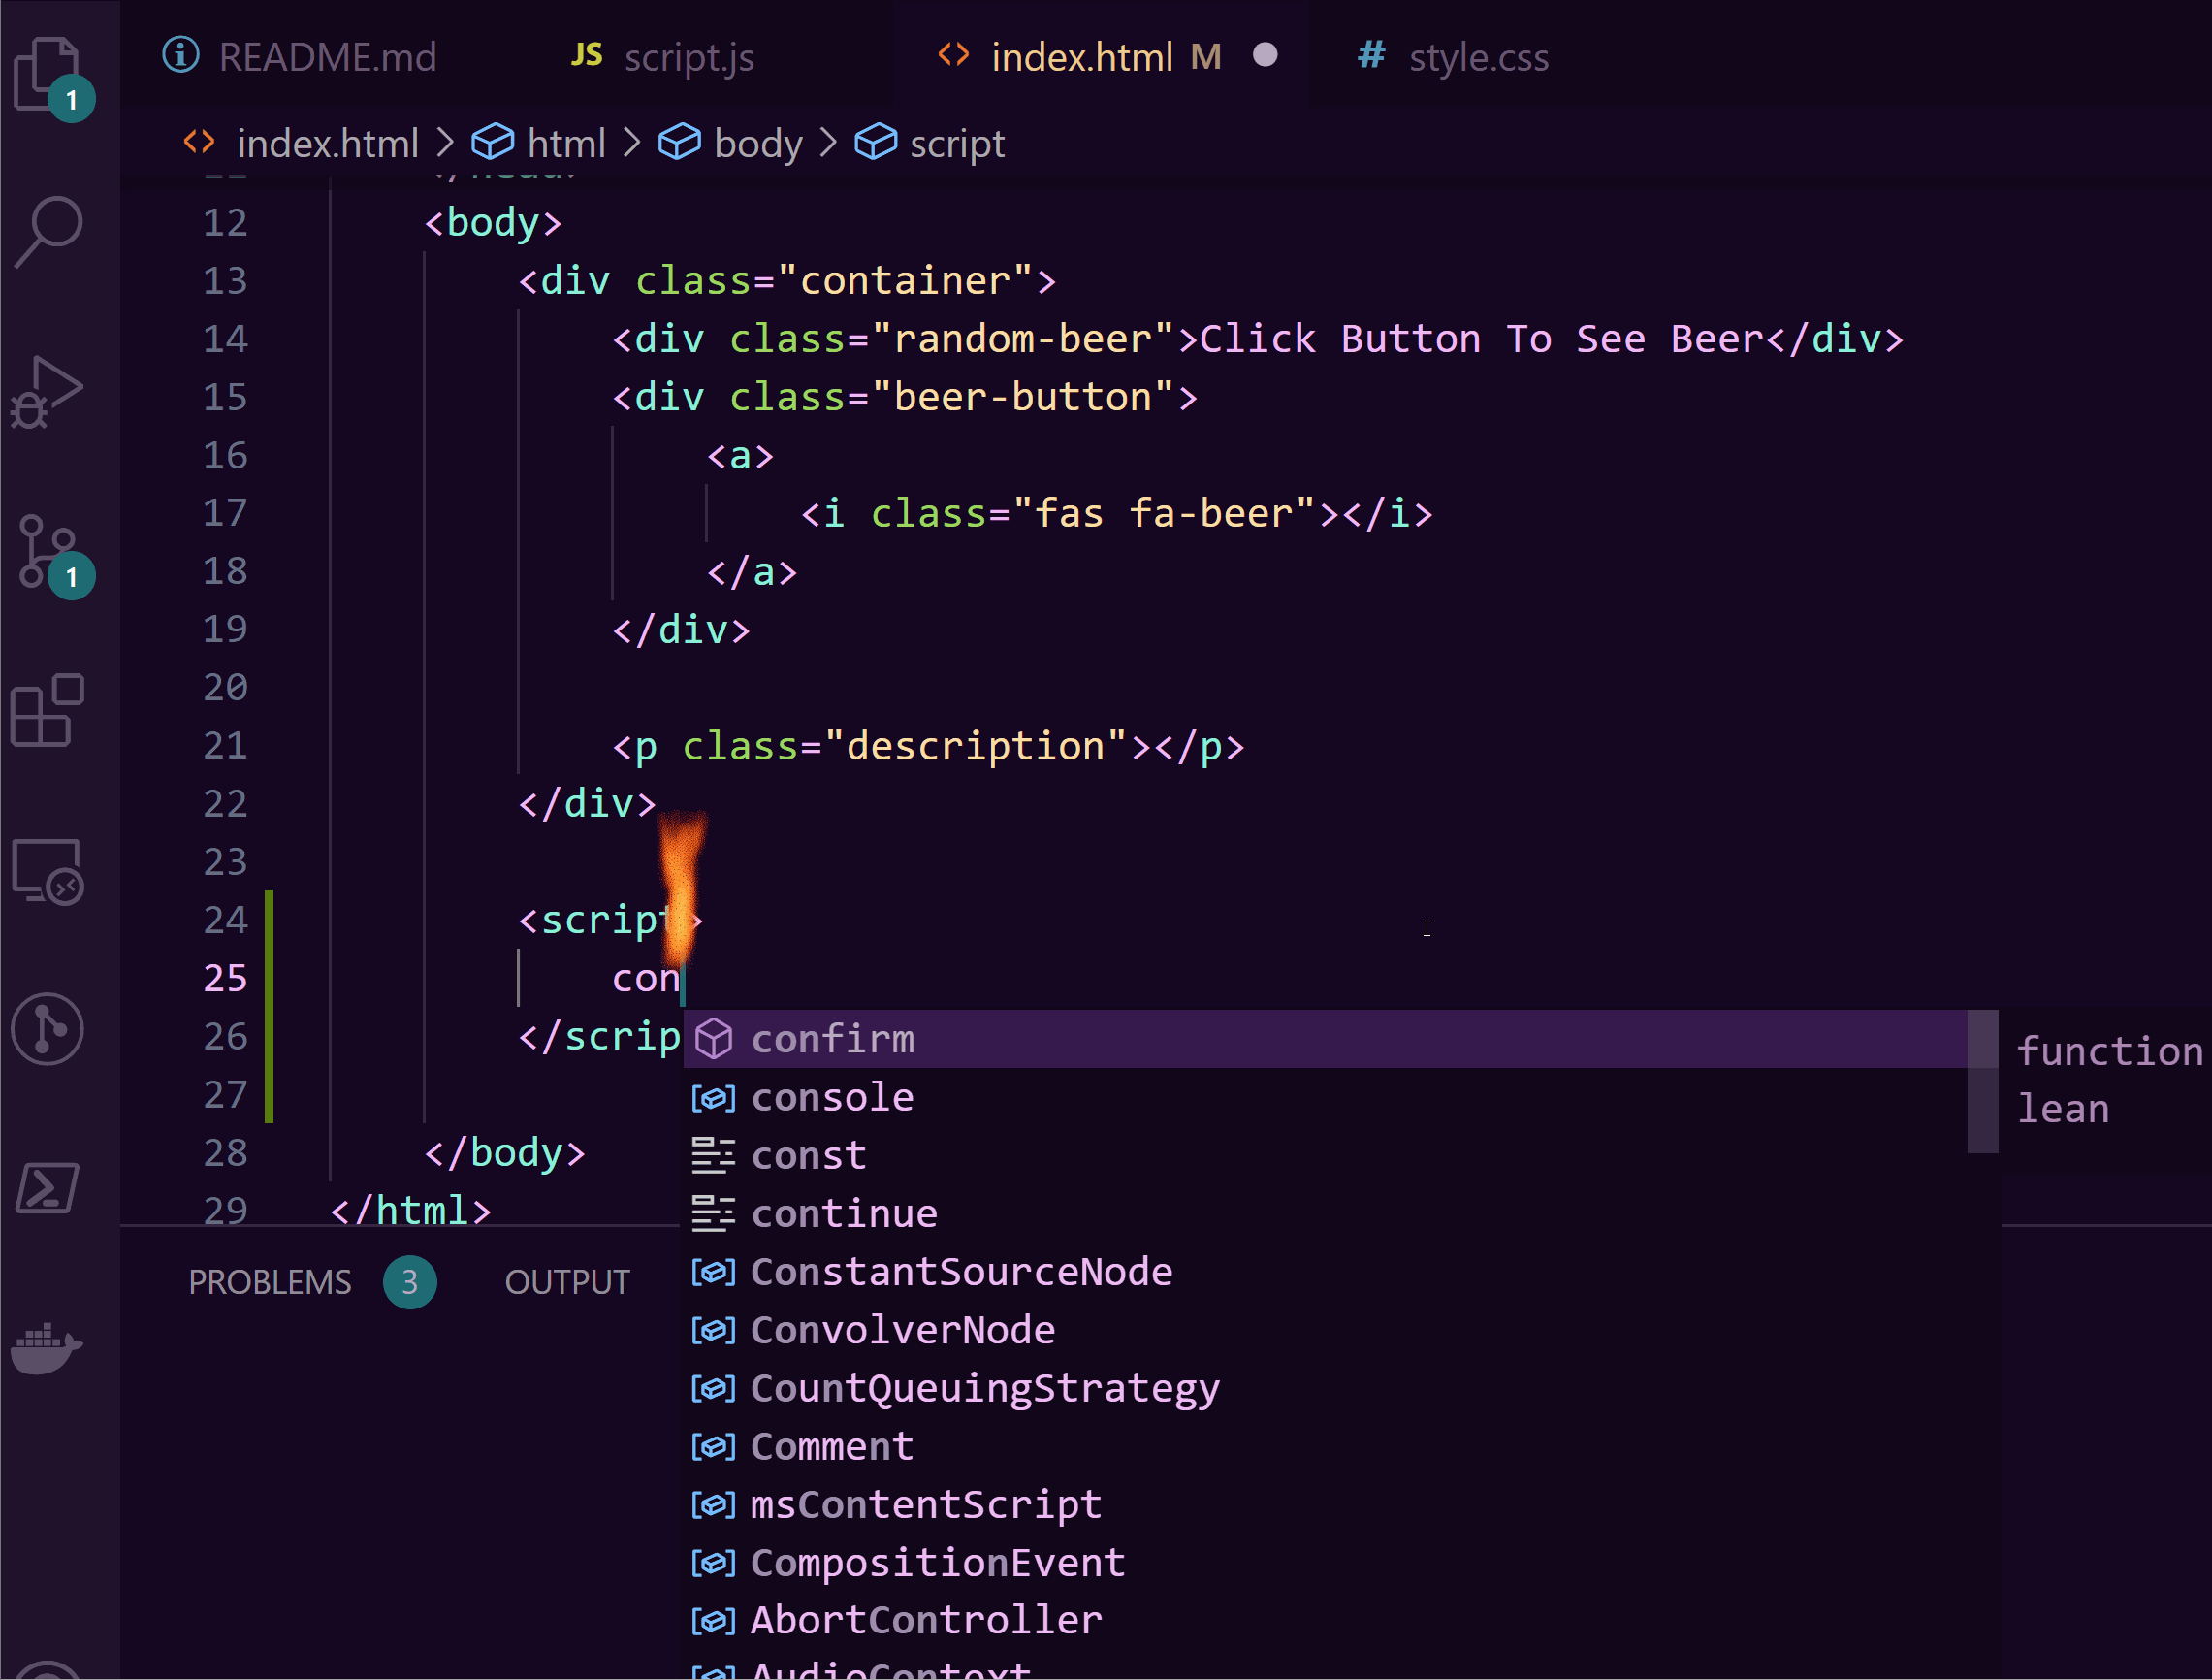 README.md JS script.js <> index.html M # style.css
<> index.html > html > body > script
12 <body>
13 <div class="container">
14 <div class="random-beer">Click Button To See Beer</div>
15 <div class="beer-button">
16 <a>
17 <i class="fas fa-beer"></i>
18 </a>
19 </div>
20
21 <p class="description"></p>
22 </div>
23
24 <script>
25 con
26 </scrip
27
28 </body>
29 </html>
1
1
confirm
function
lean
console
const
continue
ConstantSourceNode
ConvolverNode
CountQueuingStrategy
Comment
msContentScript
CompositionEvent
AbortController
AudioContext
PROBLEMS 3 OUTPUT